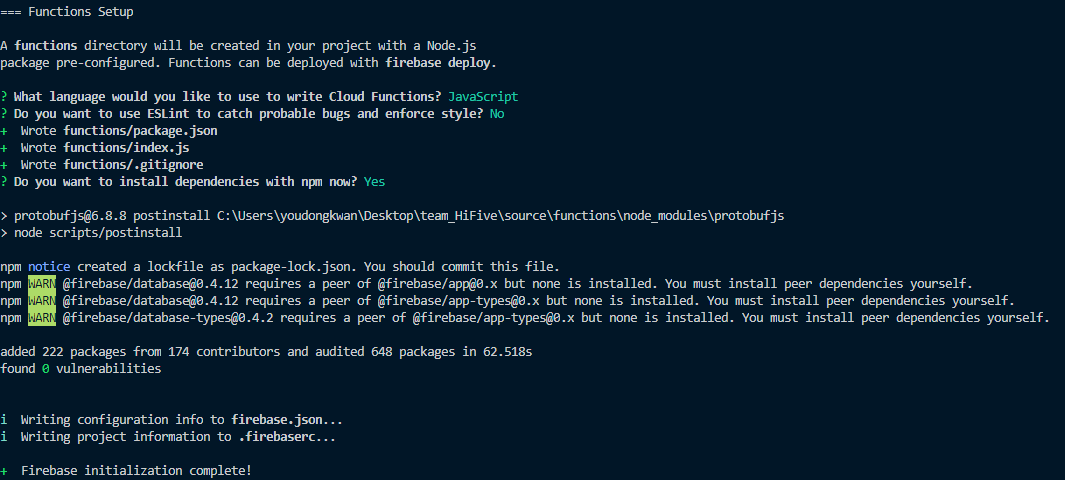 === Functions Setup
A functions directory will be created in your project with a Node.js
package pre-configured. Functions can be deployed with firebase deploy.
? What language would you like to use to write Cloud Functions? JavaScript
? Do you want to use ESLint to catch probable bugs and enforce style? No
+  Wrote functions/package.json
+  Wrote functions/index.js
+  Wrote functions/.gitignore
? Do you want to install dependencies with npm now? Yes
> protobufjs@6.8.8 postinstall C:\Users\youdongkwan\Desktop\team_HiFive\source\functions\node_modules\protobufjs
> node scripts/postinstall
npm notice created a lockfile as package-lock.json. You should commit this file.
npm WARN @firebase/database@0.4.12 requires a peer of @firebase/app@0.x but none is installed. You must install peer dependencies yourself.
npm WARN @firebase/database@0.4.12 requires a peer of @firebase/app-types@0.x but none is installed. You must install peer dependencies yourself.
npm WARN @firebase/database-types@0.4.2 requires a peer of @firebase/app-types@0.x but none is installed. You must install peer dependencies yourself.
added 222 packages from 174 contributors and audited 648 packages in 62.518s
found 0 vulnerabilities
i  Writing configuration info to firebase.json...
i  Writing project information to .firebaserc...
+  Firebase initialization complete!